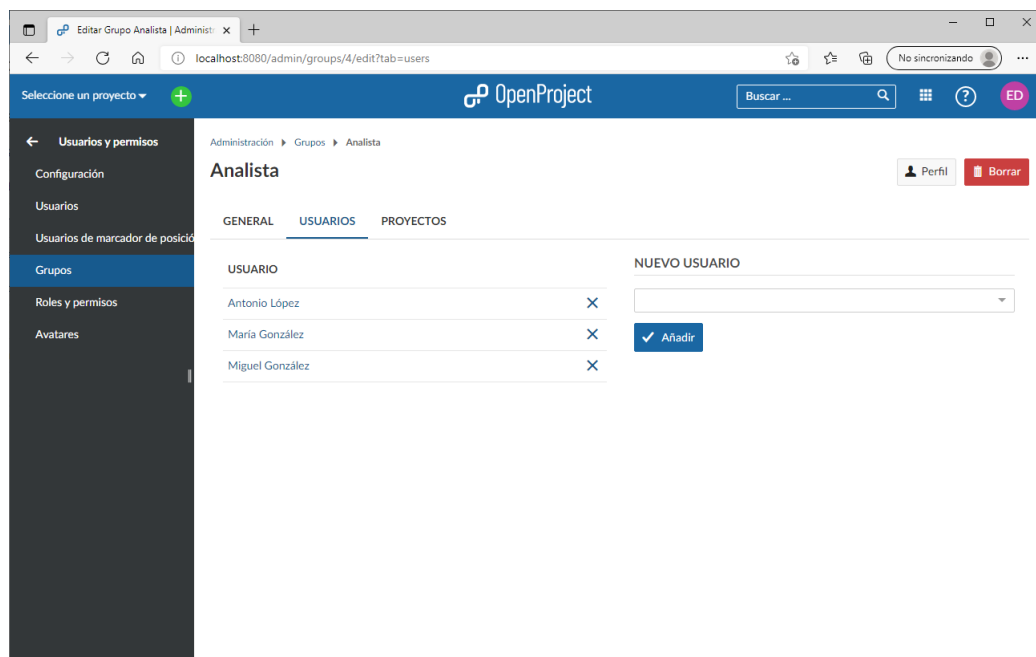 Editar Grupo Analista | Administr
localhost:8080/admin/groups/4/edit?tab=users
No sincronizando
Seleccione un proyecto
OpenProject
Buscar ...
ED
Usuarios y permisos
Configuración
Usuarios
Usuarios de marcador de posició
Grupos
Roles y permisos
Avatares
Administración Grupos Analista
Analista
Perfil
Borrar
GENERAL USUARIOS PROYECTOS
USUARIO
Antonio López
María González
Miguel González
NUEVO USUARIO
Añadir